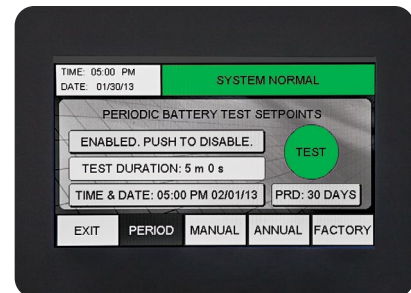 TIME: 05:00 PM
DATE: 01/30/13
SYSTEM NORMAL
PERIODIC BATTERY TEST SETPOINTS
ENABLED. PUSH TO DISABLE.
TEST
TEST DURATION: 5 m 0 s
TIME & DATE: 05:00 PM 02/01/13
PRD: 30 DAYS
EXIT
PERIOD
MANUAL
ANNUAL
FACTORY